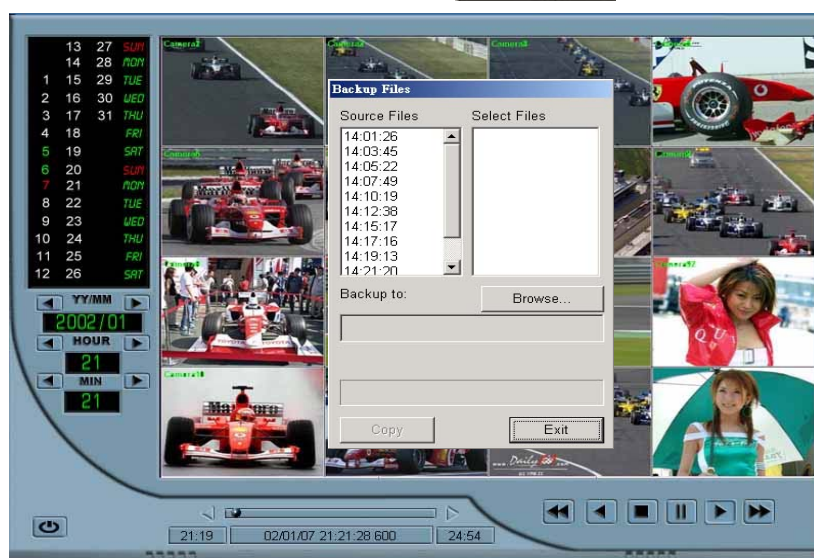 13 27 SUN
14 28 MON
1 15 29 TUE
2 16 30 WED
3 17 31 THU
4 18 FRI
5 19 SAT
6 20 SUN
7 21 MON
8 22 TUE
9 23 WED
10 24 THU
11 25 FRI
12 26 SAT
YY/MM
2002/01
HOUR
21
MIN
21
Camera2
Camera3
Backup Files
Source Files
Select Files
14:01:26
14:03:45
14:05:22
14:07:49
14:10:19
14:12:38
14:15:17
14:17:16
14:19:13
14:21:20
Backup to:
Browse...
Copy
Exit
Daily
21:19
02/01/07 21:21:28 600
24:54